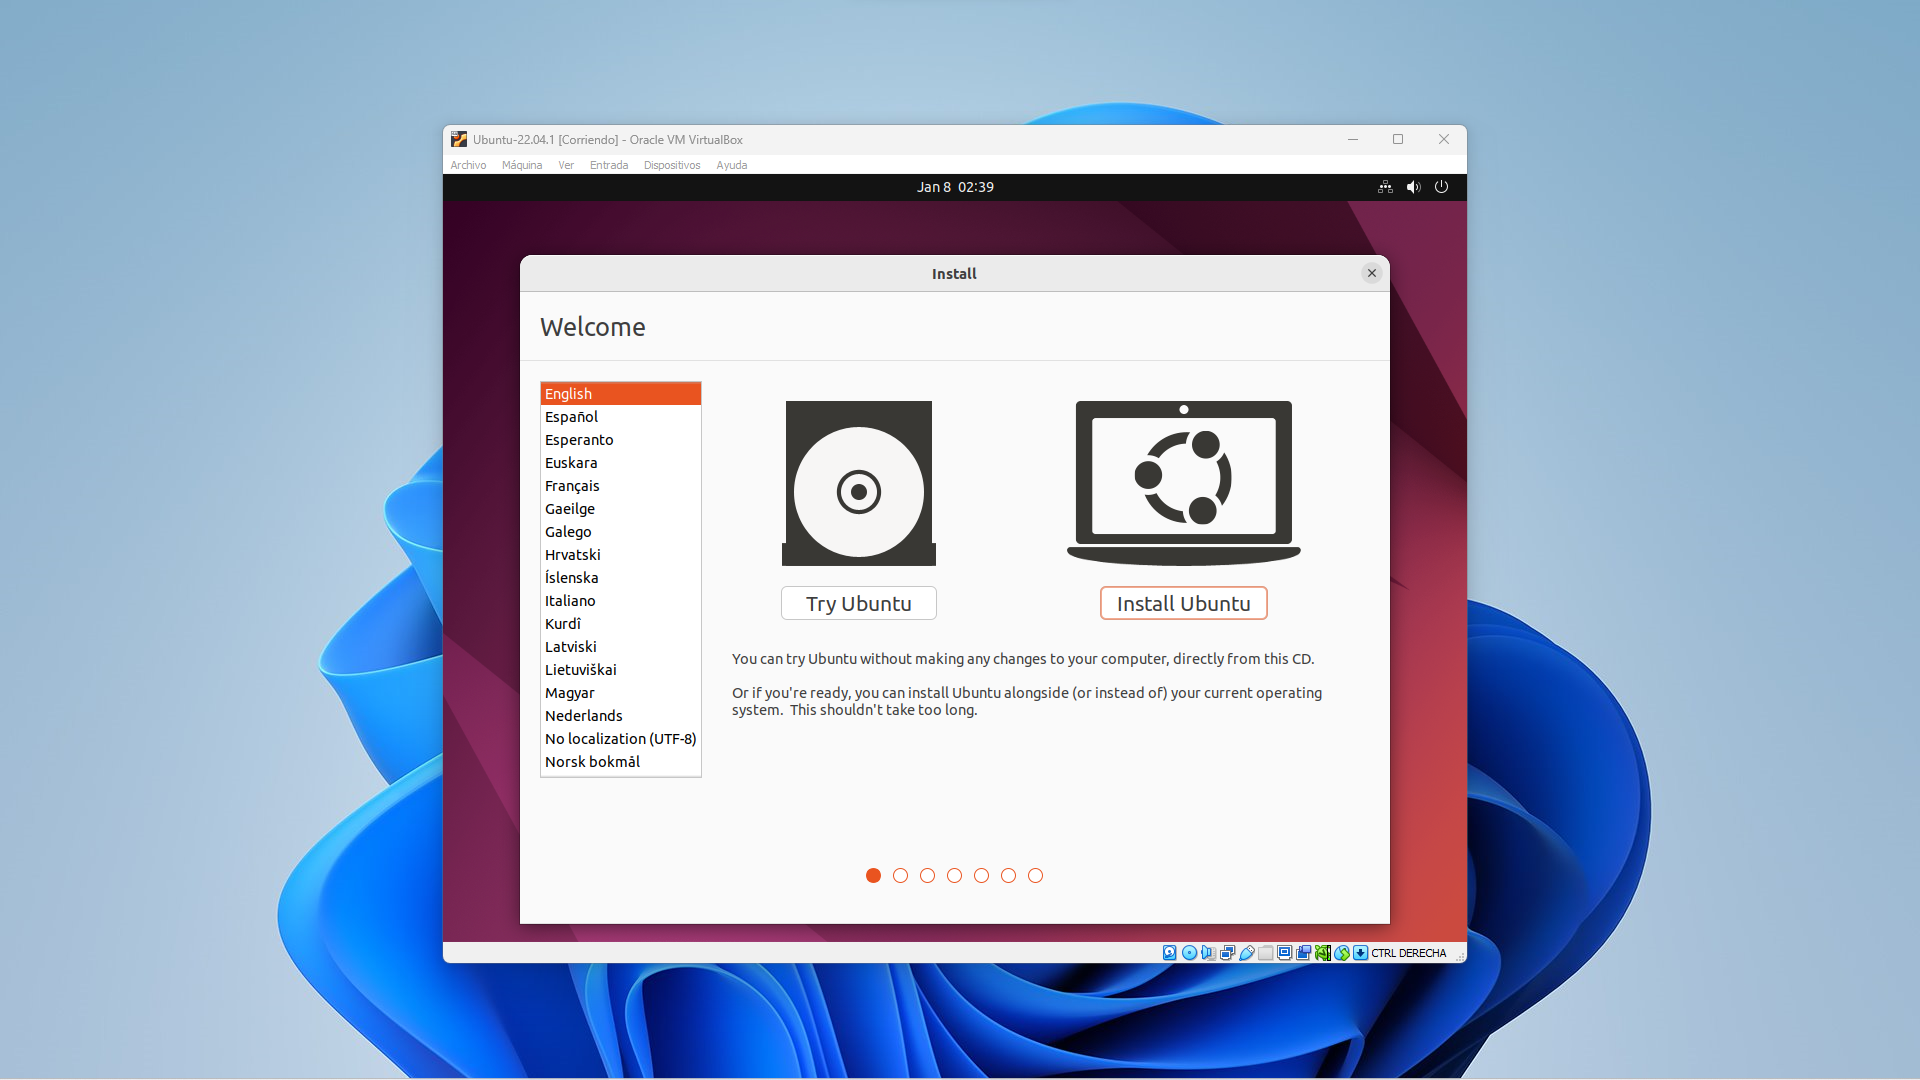 Ubuntu-22.04.1 [Corriendo] - Oracle VM VirtualBox
Archivo Máquina Ver Entrada Dispositivos Ayuda
Jan 8 02:39
Install
Welcome
English
Español
Esperanto
Euskara
Français
Gaeilge
Galego
Hrvatski
Íslenska
Italiano
Kurdî
Latviski
Lietuviškai
Magyar
Nederlands
No localization (UTF-8)
Norsk bokmål
Try Ubuntu
Install Ubuntu
You can try Ubuntu without making any changes to your computer, directly from this CD.
Or if you're ready, you can install Ubuntu alongside (or instead of) your current operating
system.  This shouldn't take too long.
CTRL DERECHA